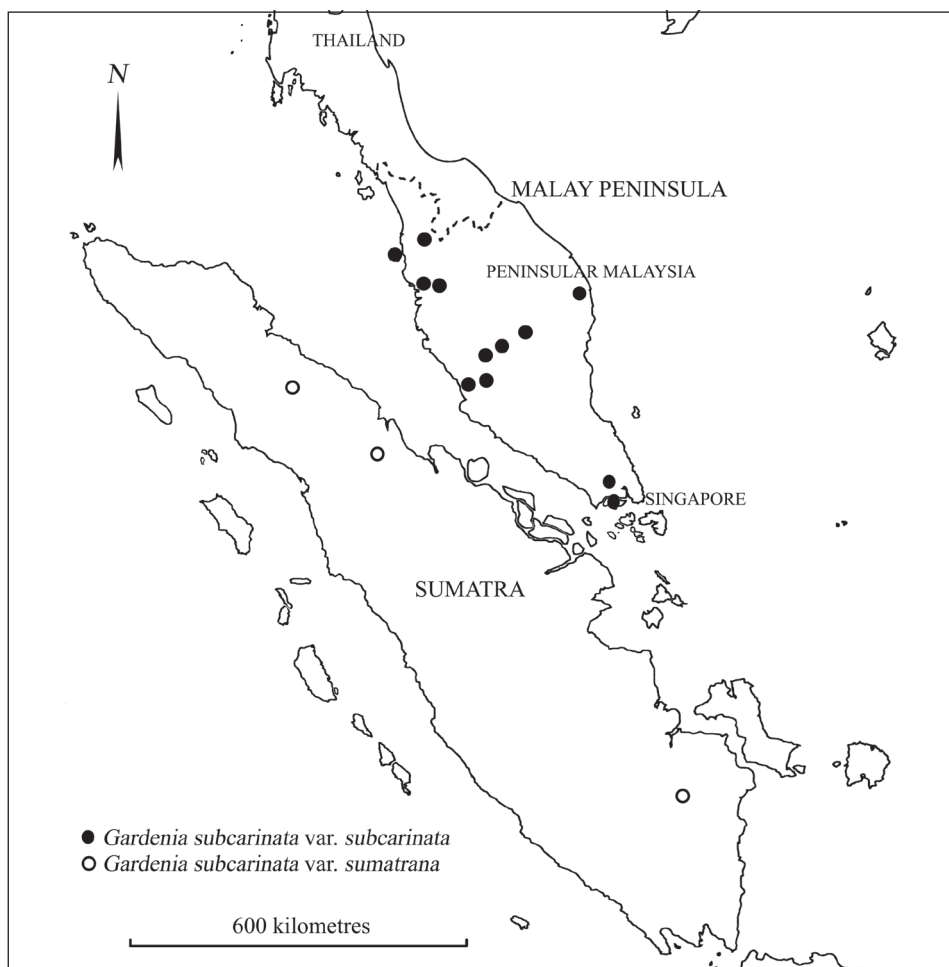 THAILAND
N
MALAY PENINSULA
PENINSULAR MALAYSIA
SINGAPORE
SUMATRA
Gardenia subcarinata var. subcarinata
Gardenia subcarinata var. sumatrana
600 kilometres